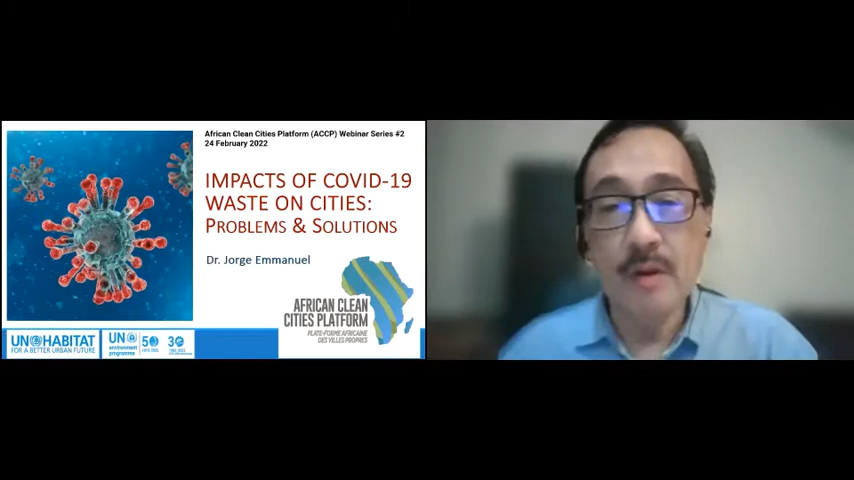 African Clean Cities Platform (ACCP) Webinar Series #2
24 February 2022
IMPACTS OF COVID-19
WASTE ON CITIES:
PROBLEMS & SOLUTIONS
Dr. Jorge Emmanuel
AFRICAN CLEAN
CITIES PLATFORM
PLATE-FORME AFRICAINE
DES VILLES PROPRES
UN HABITAT
FOR A BETTER URBAN FUTURE
UN
environment
programme
50